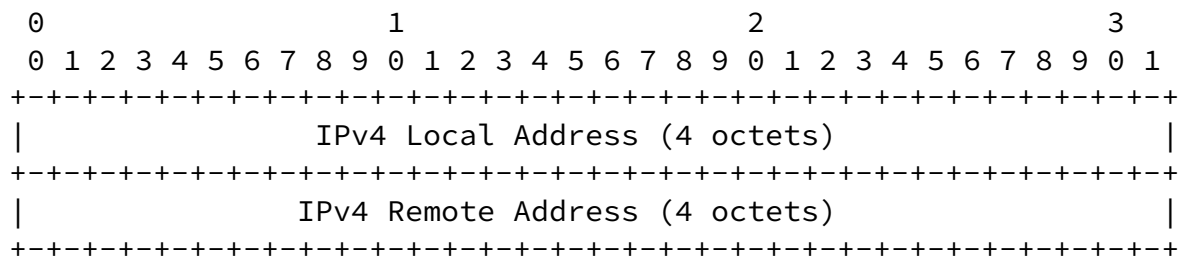 0                   1                   2                   3
 0 1 2 3 4 5 6 7 8 9 0 1 2 3 4 5 6 7 8 9 0 1 2 3 4 5 6 7 8 9 0 1
+-+-+-+-+-+-+-+-+-+-+-+-+-+-+-+-+-+-+-+-+-+-+-+-+-+-+-+-+-+-+-+-+
|                IPv4 Local Address (4 octets)                  |
+-+-+-+-+-+-+-+-+-+-+-+-+-+-+-+-+-+-+-+-+-+-+-+-+-+-+-+-+-+-+-+-+
|               IPv4 Remote Address (4 octets)                  |
+-+-+-+-+-+-+-+-+-+-+-+-+-+-+-+-+-+-+-+-+-+-+-+-+-+-+-+-+-+-+-+-+